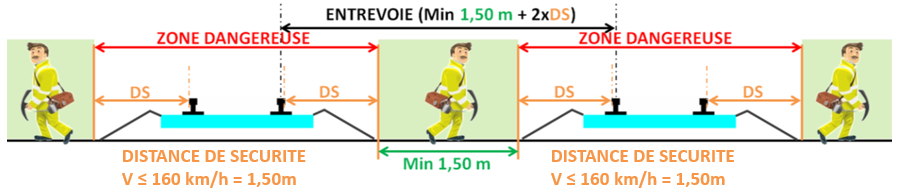 ENTREVOIE (Min 1,50 m + 2xDS)
ZONE DANGEREUSE
ZONE DANGEREUSE
DS
DS
DS
DS
DISTANCE DE SECURITE
V ≤ 160 km/h = 1,50m
Min 1,50 m
DISTANCE DE SECURITE
V ≤ 160 km/h = 1,50m